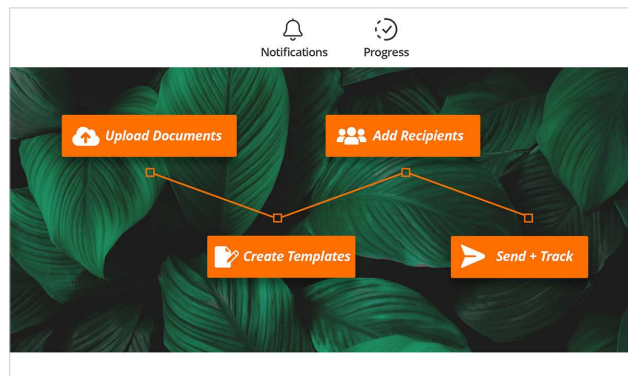 Notifications
Progress
Upload Documents
Add Recipients
Create Templates
Send + Track